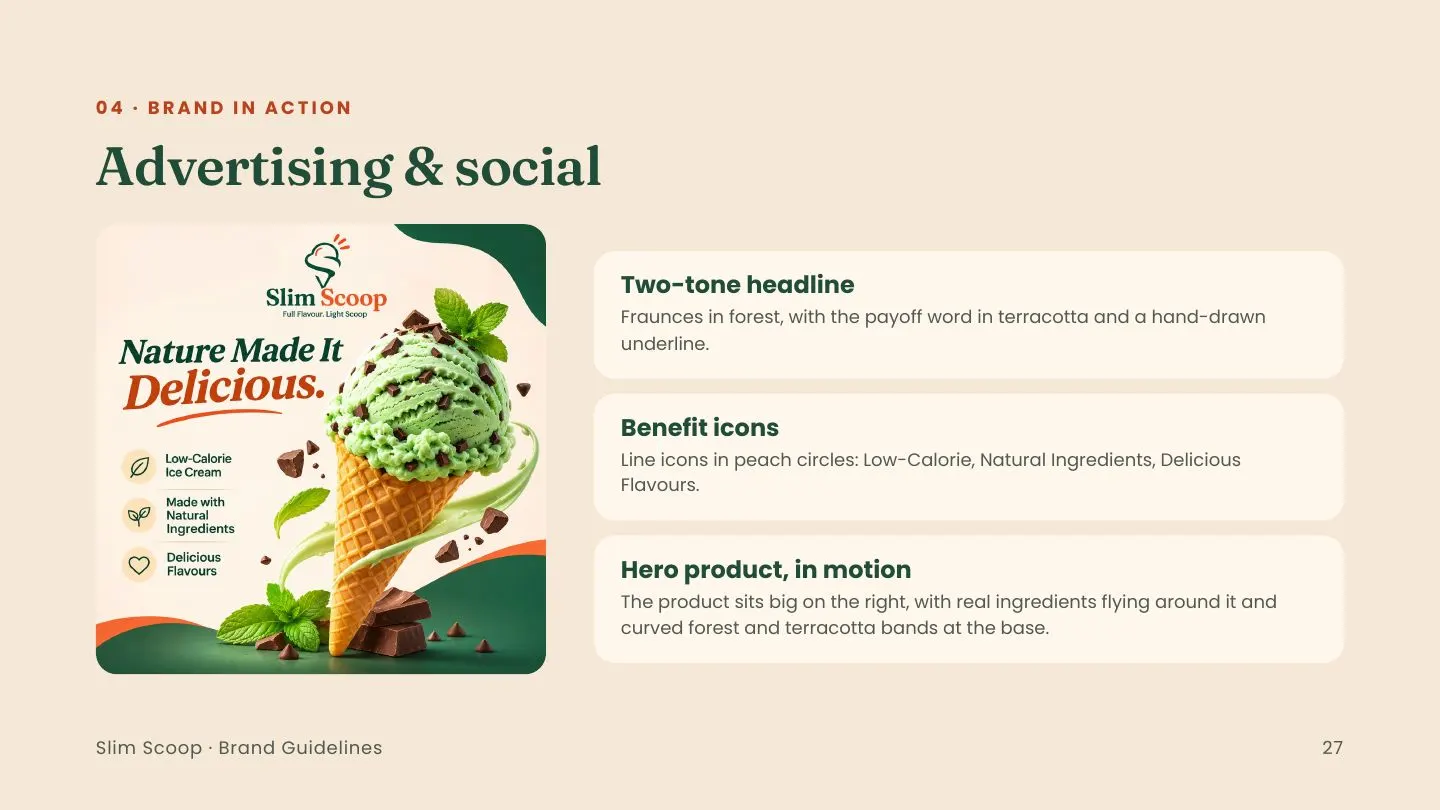 04 · BRAND IN ACTION
Advertising & social
Slim Scoop
Full Flavour. Light Scoop
Nature Made It
Delicious.
Low-Calorie
Ice Cream
Made with
Natural
Ingredients
Delicious
Flavours
Two-tone headline
Fraunces in forest, with the payoff word in terracotta and a hand-drawn
underline.
Benefit icons
Line icons in peach circles: Low-Calorie, Natural Ingredients, Delicious
Flavours.
Hero product, in motion
The product sits big on the right, with real ingredients flying around it and
curved forest and terracotta bands at the base.
Slim Scoop · Brand Guidelines
27